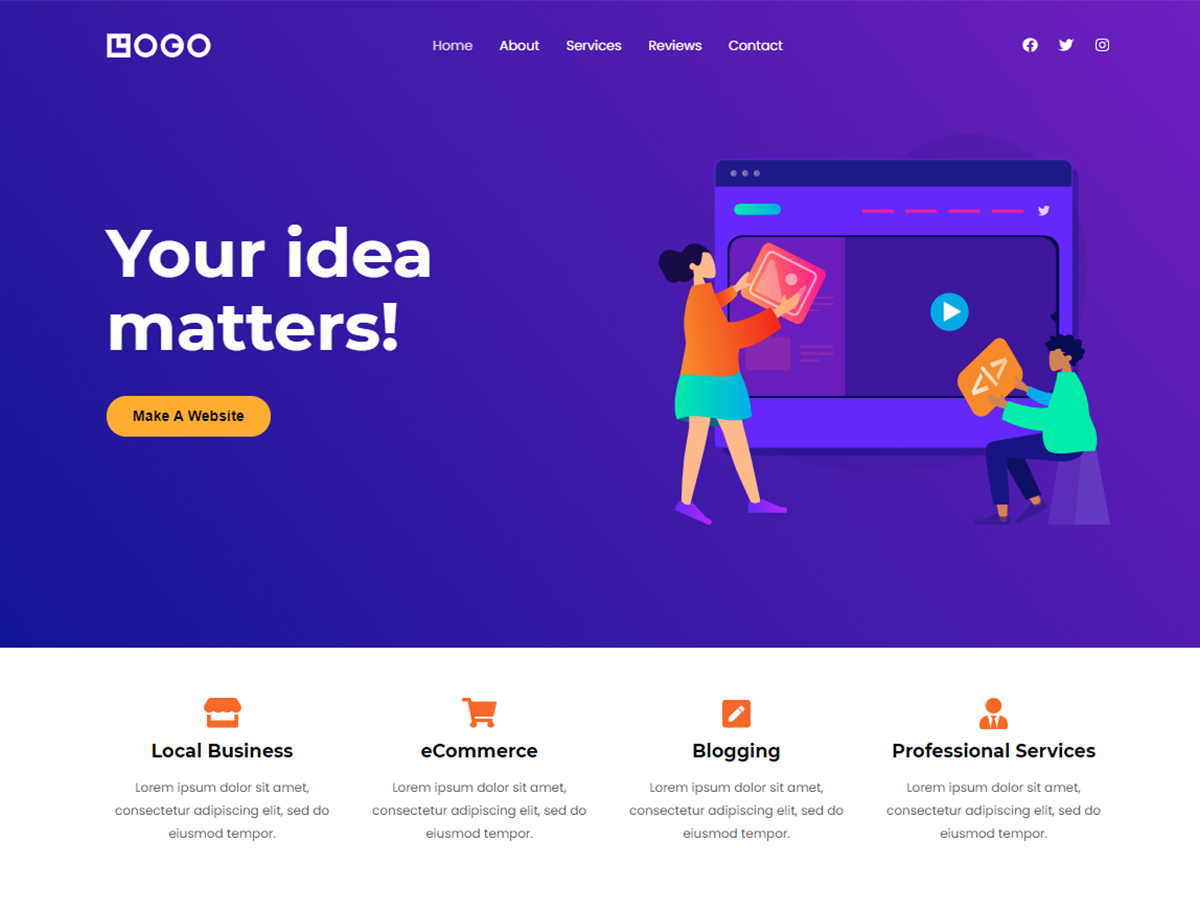 LOGO
Home About Services Reviews Contact
Your idea
matters!
Make A Website
</>
Local Business
Lorem ipsum dolor sit amet,
consectetur adipiscing elit, sed do
eiusmod tempor.
eCommerce
Lorem ipsum dolor sit amet,
consectetur adipiscing elit, sed do
eiusmod tempor.
Blogging
Lorem ipsum dolor sit amet,
consectetur adipiscing elit, sed do
eiusmod tempor.
Professional Services
Lorem ipsum dolor sit amet,
consectetur adipiscing elit, sed do
eiusmod tempor.